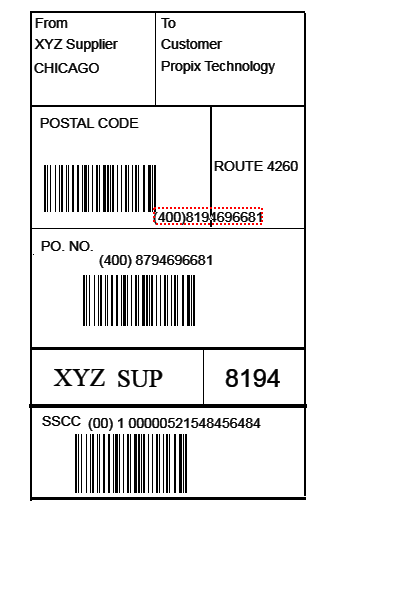 From
XYZ Supplier
CHICAGO
To
Customer
Propix Technology
POSTAL CODE
ROUTE 4260
(400)8194696681
PO. NO.
(400) 8794696681
XYZ SUP
8194
SSCC (00) 1 00000521548456484